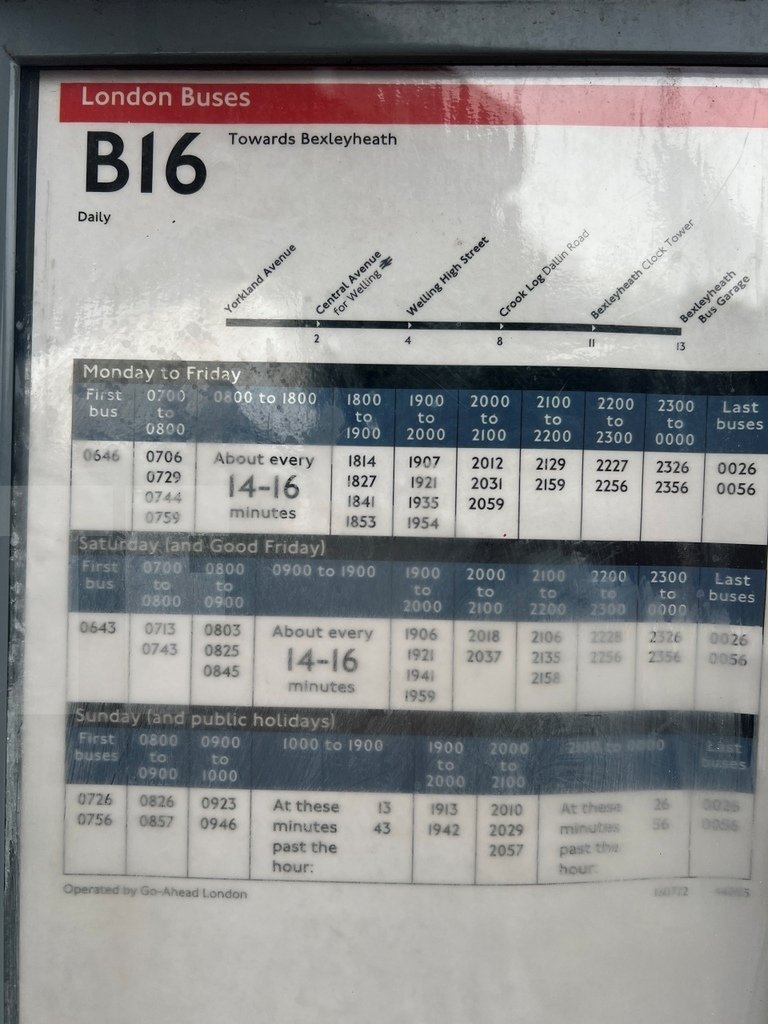 London Buses
B16 Towards Bexleyheath
Daily
Yorkland Avenue
Central Avenue
for Welling
Welling High Street
Crook Log Dallin Road
Bexleyheath Clock Tower
Bexleyheath
Bus Garage
2 4 8 11 13
Monday to Friday
First bus 0700 to 0800 0800 to 1800 1800 to 1900 1900 to 2000 2000 to 2100 2100 to 2200 2200 to 2300 2300 to 0000 Last buses
0646 0706 About every 1814 1907 2012 2129 2227 2326 0026
0729 14-16 1827 1921 2031 2159 2256 2356 0056
0744 minutes 1841 1935 2059
0759 1853 1954
Saturday (and Good Friday)
First bus 0700 to 0800 0800 to 0900 0900 to 1900 1900 to 2000 2000 to 2100 2100 to 2200 2200 to 2300 2300 to 0000 Last buses
0643 0713 0803 About every 1906 2018 2106 2228 2326 0026
0743 0825 14-16 1921 2037 2135 2256 2356 0056
0845 minutes 1941 2158
1959
Sunday (and public holidays)
First buses 0800 to 0900 0900 to 1000 1000 to 1900 1900 to 2000 2000 to 2100 2100 to 0000 Last buses
0726 0826 0923 At these 13 1913 2010 At these 26 0026
0756 0857 0946 minutes 43 1942 2029 minutes 56 0056
past the 2057 past the
hour: hour:
Operated by Go-Ahead London